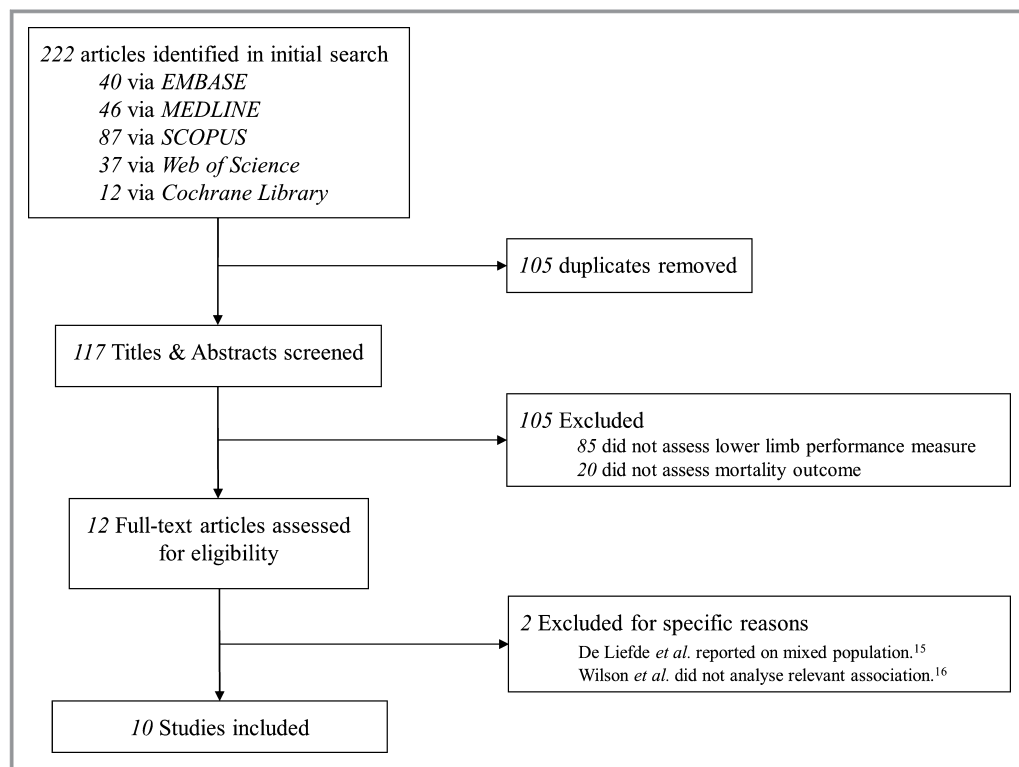 222 articles identified in initial search
40 via EMBASE
46 via MEDLINE
87 via SCOPUS
37 via Web of Science
12 via Cochrane Library
105 duplicates removed
117 Titles & Abstracts screened
105 Excluded
85 did not assess lower limb performance measure
20 did not assess mortality outcome
12 Full-text articles assessed
for eligibility
2 Excluded for specific reasons
De Liefde et al. reported on mixed population.15
Wilson et al. did not analyse relevant association.16
10 Studies included